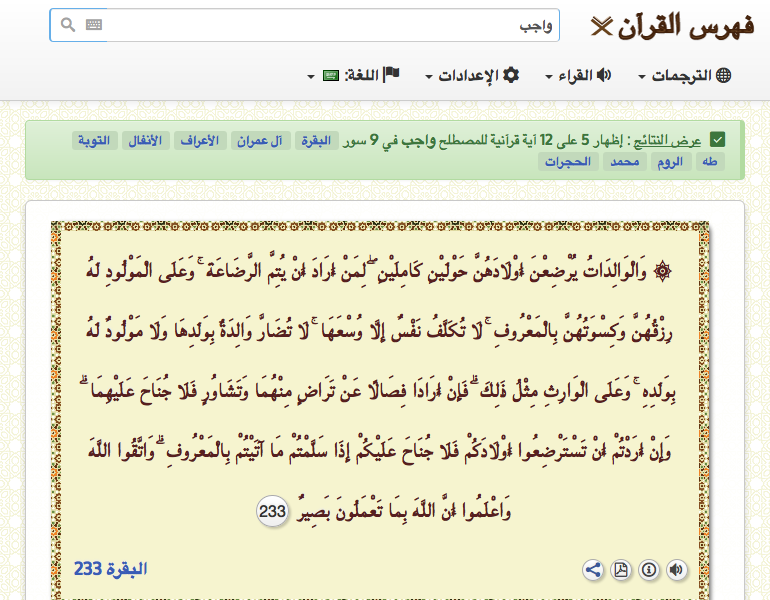 فهرس القرآن
واجب
الترجمات
القراء
الإعدادات
اللغة:
عرض النتائج : إظهار 5 على 12 آية قرآنية للمصطلح واجب في 9 سور البقرة آل عمران الأعراف الأنفال التوبة
طه الروم محمد الحجرات
۞ وَالْوَالِدَاتُ يُرْضِعْنَ أَوْلَادَهُنَّ حَوْلَيْنِ كَامِلَيْنِ ۖ لِمَنْ أَرَادَ أَنْ يُتِمَّ الرَّضَاعَةَ ۚ وَعَلَى الْمَوْلُودِ لَهُ
رِزْقُهُنَّ وَكِسْوَتُهُنَّ بِالْمَعْرُوفِ ۚ لَا تُكَلَّفُ نَفْسٌ إِلَّا وُسْعَهَا ۚ لَا تُضَارَّ وَالِدَةٌ بِوَلَدِهَا وَلَا مَوْلُودٌ لَهُ
بِوَلَدِهِ ۚ وَعَلَى الْوَارِثِ مِثْلُ ذَٰلِكَ ۗ فَإِنْ أَرَادَا فِصَالًا عَنْ تَرَاضٍ مِنْهُمَا وَتَشَاوُرٍ فَلَا جُنَاحَ عَلَيْهِمَا ۗ
وَإِنْ أَرَدْتُمْ أَنْ تَسْتَرْضِعُوا أَوْلَادَكُمْ فَلَا جُنَاحَ عَلَيْكُمْ إِذَا سَلَّمْتُمْ مَا آتَيْتُمْ بِالْمَعْرُوفِ ۗ وَاتَّقُوا اللَّهَ
وَاعْلَمُوا أَنَّ اللَّهَ بِمَا تَعْمَلُونَ بَصِيرٌ 233
البقرة 233